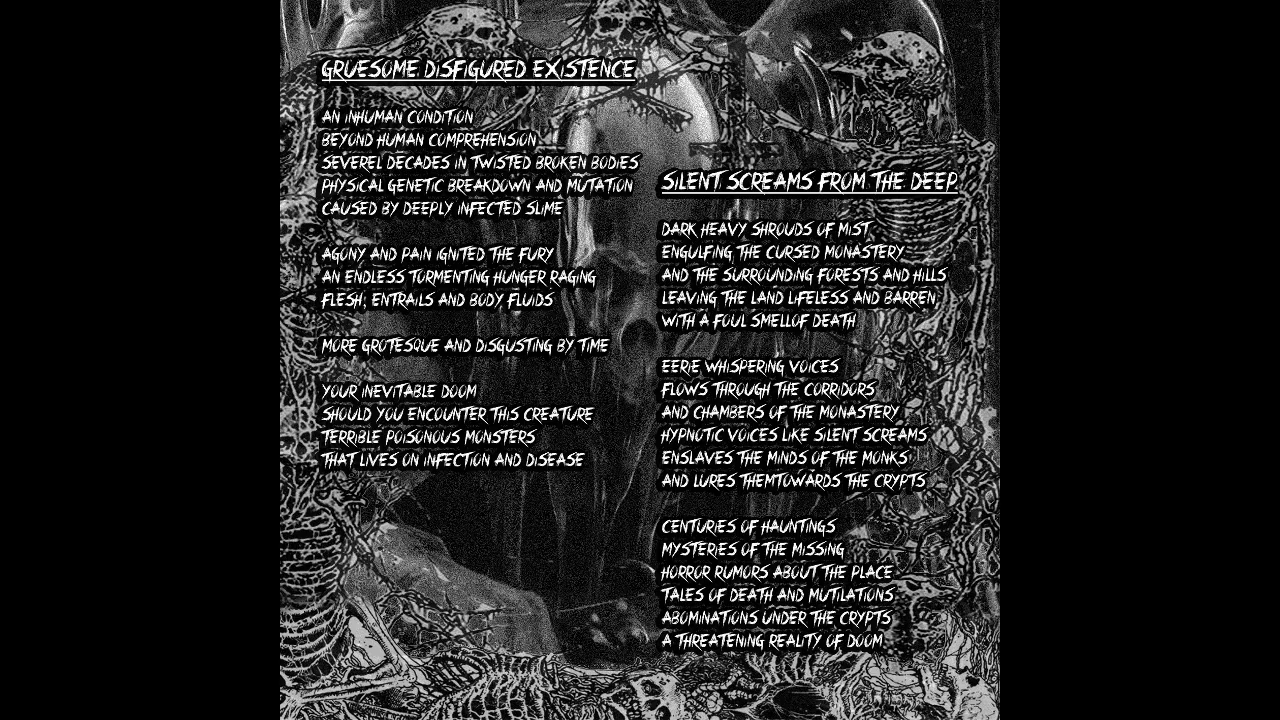 GRUESOME DISFIGURED EXISTENCE
AN INHUMAN CONDITION
BEYOND HUMAN COMPREHENSION
SEVEREL DECADES IN TWISTED BROKEN BODIES
PHYSICAL GENETIC BREAKDOWN AND MUTATION
CAUSED BY DEEPLY INFECTED SLIME
AGONY AND PAIN IGNITED THE FURY
AN ENDLESS TORMENTING HUNGER RAGING
FLESH, ENTRAILS AND BODY FLUIDS
MORE GROTESQUE AND DISGUSTING BY TIME
YOUR INEVITABLE DOOM
SHOULD YOU ENCOUNTER THIS CREATURE
TERRIBLE POISONOUS MONSTERS
THAT LIVES ON INFECTION AND DISEASE
SILENT SCREAMS FROM THE DEEP
DARK HEAVY SHROUDS OF MIST
ENGULFING THE CURSED MONASTERY
AND THE SURROUNDING FORESTS AND HILLS
LEAVING THE LAND LIFELESS AND BARREN
WITH A FOUL SMELLOF DEATH
EERIE WHISPERING VOICES
FLOWS THROUGH THE CORRIDORS
AND CHAMBERS OF THE MONASTERY
HYPNOTIC VOICES LIKE SILENT SCREAMS
ENSLAVES THE MINDS OF THE MONKS
AND LURES THEMTOWARDS THE CRYPTS
CENTURIES OF HAUNTINGS
MYSTERIES OF THE MISSING
HORROR RUMORS ABOUT THE PLACE
TALES OF DEATH AND MUTILATIONS
ABOMINATIONS UNDER THE CRYPTS
A THREATENING REALITY OF DOOM